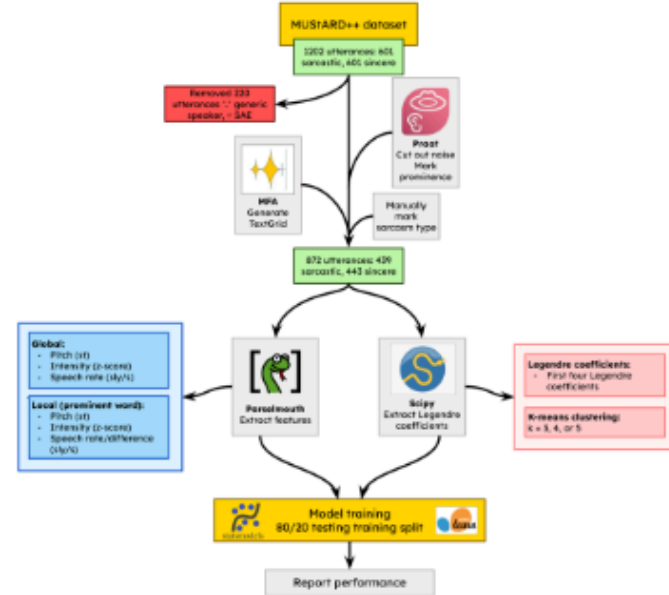 MUStARD++ dataset
1202 utterances: 601
sarcastic, 601 sincere
Removed 330
utterances '.' generic
speaker, - SAE
Praat
Cut out noise
Mark
prominence
MFA
Generate
TextGrid
Manually
mark
sarcasm type
872 utterances: 429
sarcastic, 443 sincere
Global:
- Pitch (st)
- Intensity (z-score)
- Speech rate (sly/s)
Local (prominent word):
- Pitch (st)
- Intensity (z-score)
- Speech rate/difference
(sly/s)
Parselmouth
Extract features
Scipy
Extract Legendre
coefficients
Legendre coefficients:
- First four Legendre
coefficients
K-means clustering:
k = 3, 4, or 5
Model training
80/20 testing training split
learn
Report performance